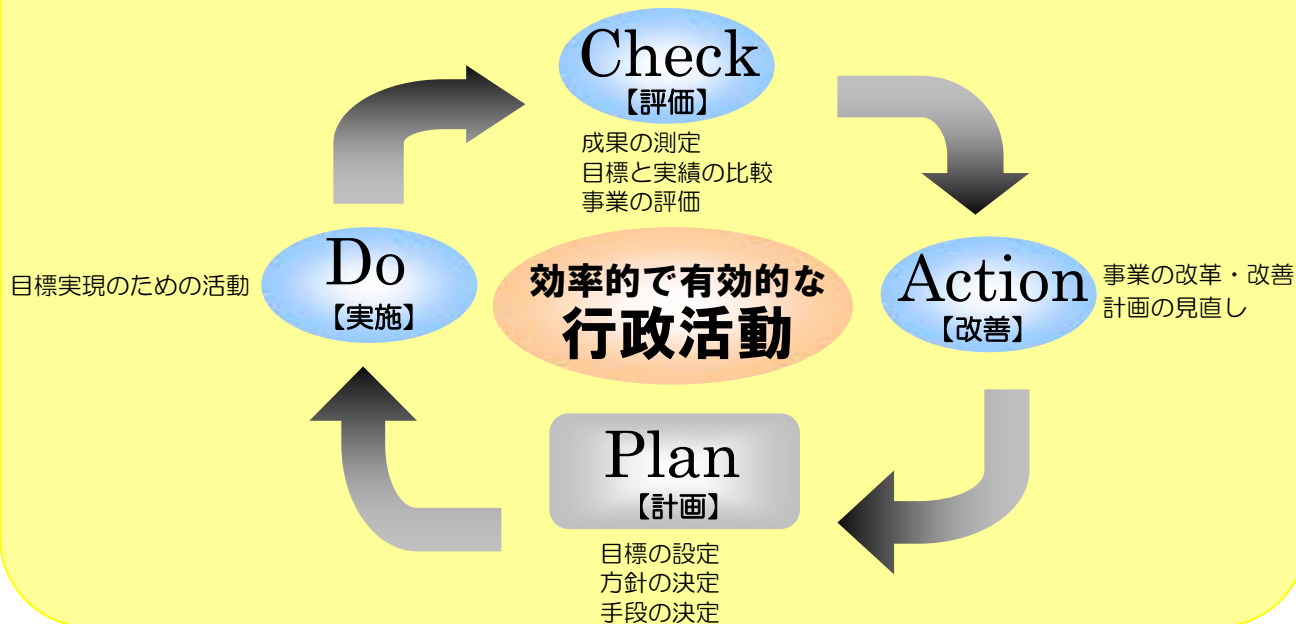 Check
【評価】
成果の測定
目標と実績の比較
事業の評価
目標実現のための活動
Do
【実施】
効率的で有効的な
行政活動
Action
【改善】
事業の改革・改善
計画の見直し
Plan
【計画】
目標の設定
方針の決定
手段の決定